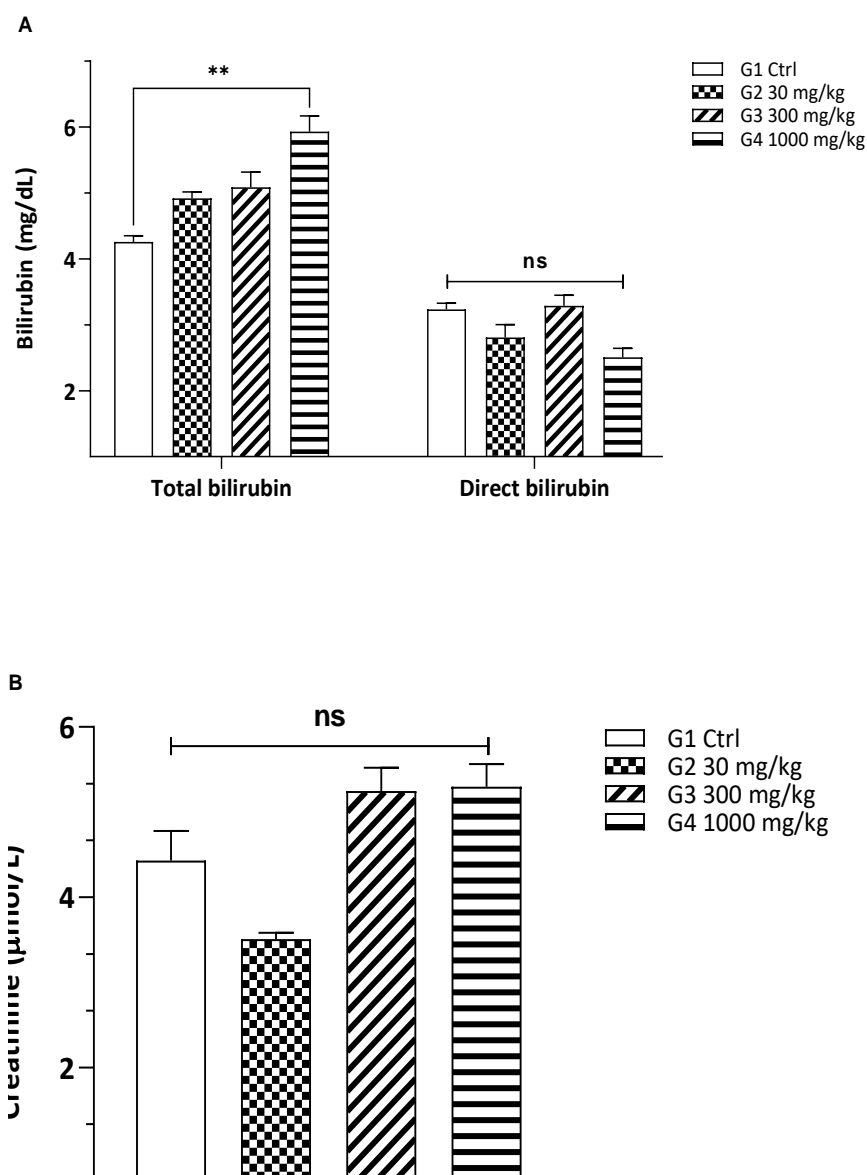 A
**
G1 Ctrl
G2 30 mg/kg
G3 300 mg/kg
G4 1000 mg/kg
Bilirubin (mg/dL)
6
4
2
ns
Total bilirubin
Direct bilirubin
B
ns
G1 Ctrl
G2 30 mg/kg
G3 300 mg/kg
G4 1000 mg/kg
Creatinine (µmol/L)
6
4
2